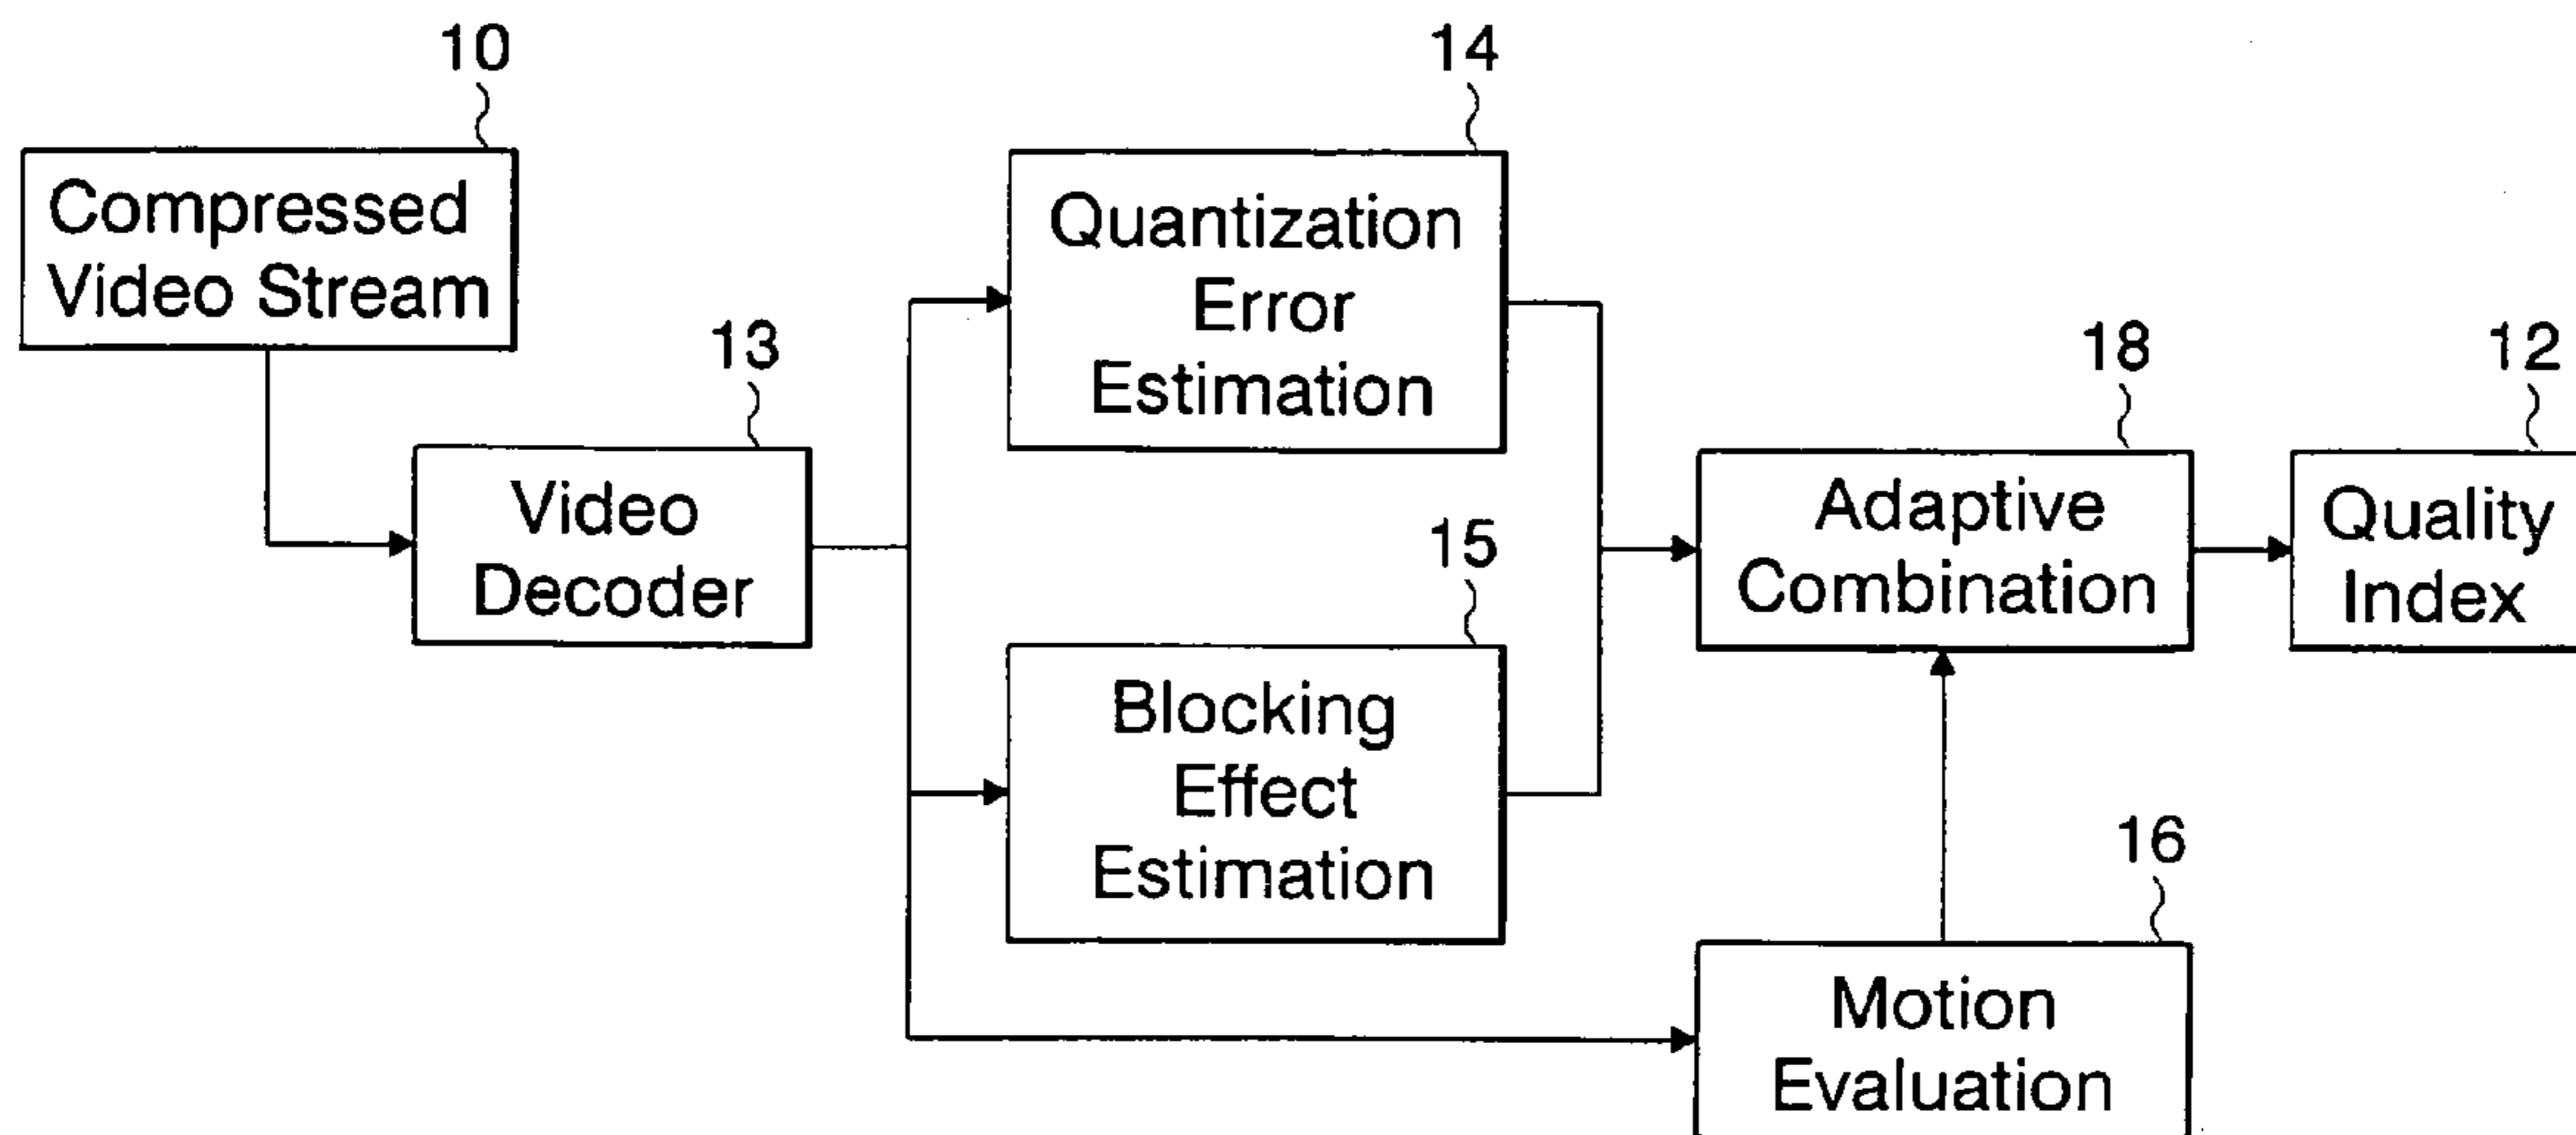 10
Compressed
Video Stream
13
Video
Decoder
14
Quantization
Error
Estimation
15
Blocking
Effect
Estimation
18
Adaptive
Combination
12
Quality
Index
16
Motion
Evaluation